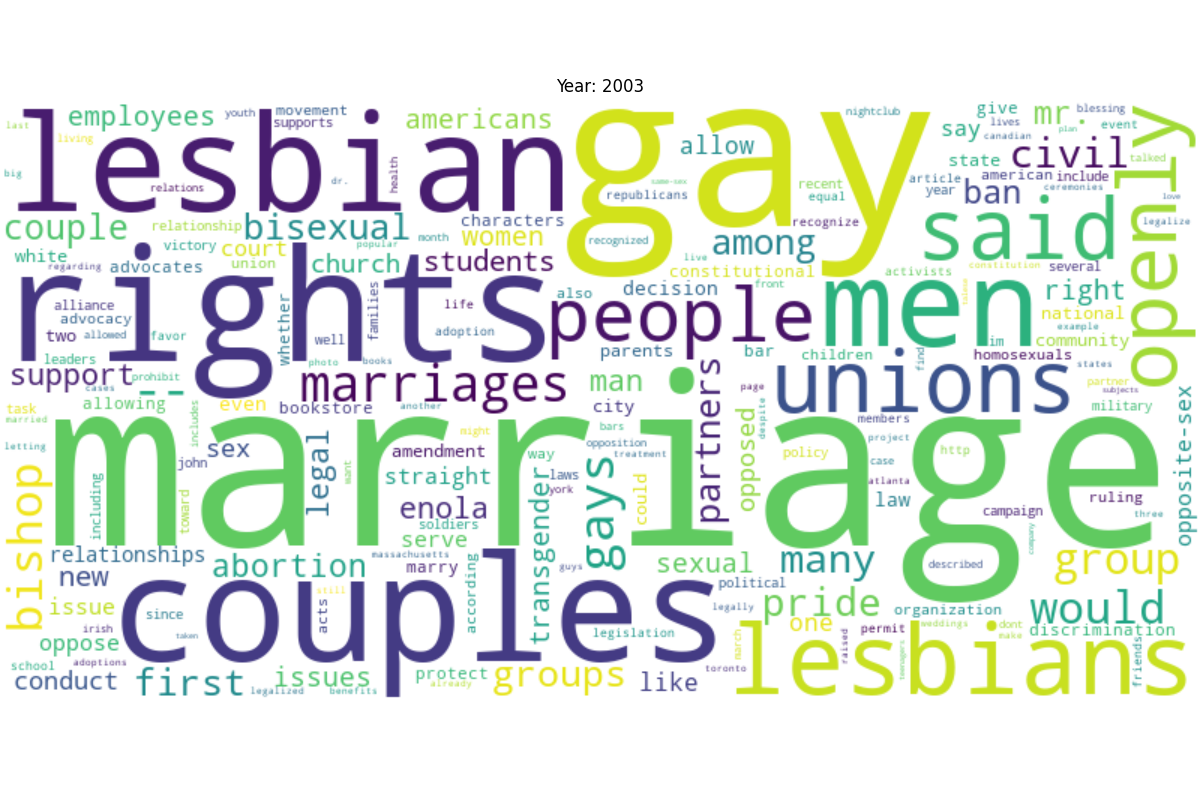 Year: 2003
last
living
employees
youth
movement
supports
americans
nightclub
give
lives
mr.
blessing
event
say
canadian
plan
big
lesbian
relations
dr.
health
gay
allow
republicans
same-sex
recent
equal
state
civil
talked
openly
article
american
include
year
ban
ceremonies
love
couple
relationship
bisexual
characters
recognized
recognize
said
legalize
white
victory
court
popular
month
women
among
regarding
advocates
union
church
students
live
constitutional
activists
constitution
several
rights
alliance
advocacy
two
allowed
favor
whether
families
life
well
adoption
also
decision
front
people
men
right
national
example
leaders
community
im
support
prohibit
--
photo
books
parents
bar
children
find
homosexuals
states
cases
marriages
man
partners
page
unions
partner
subjects
task
allowing
includes
even
bookstore
another
city
military
married
despite
members
letting
sex
legal
might
bars
opposition
treatment
opposed
project
opposite-sex
john
want
amendment
way
policy
case
http
bishop
marriage
including
toward
straight
laws
york
gays
could
atlanta
law
ruling
enola
soldiers
campaign
three
serve
company
relationships
massachusetts
transgender
new
abortion
marry
guys
sexual
many
described
group
according
political
issue
since
couples
acts
still
legally
pride
organization
would
irish
one
weddings
dont
make
discrimination
oppose
taken
legislation
march
raised
permit
school
adoptions
toronto
lesbians
teenagers
friends
conduct
first
legalized
issues
benefits
protect
already
groups
like